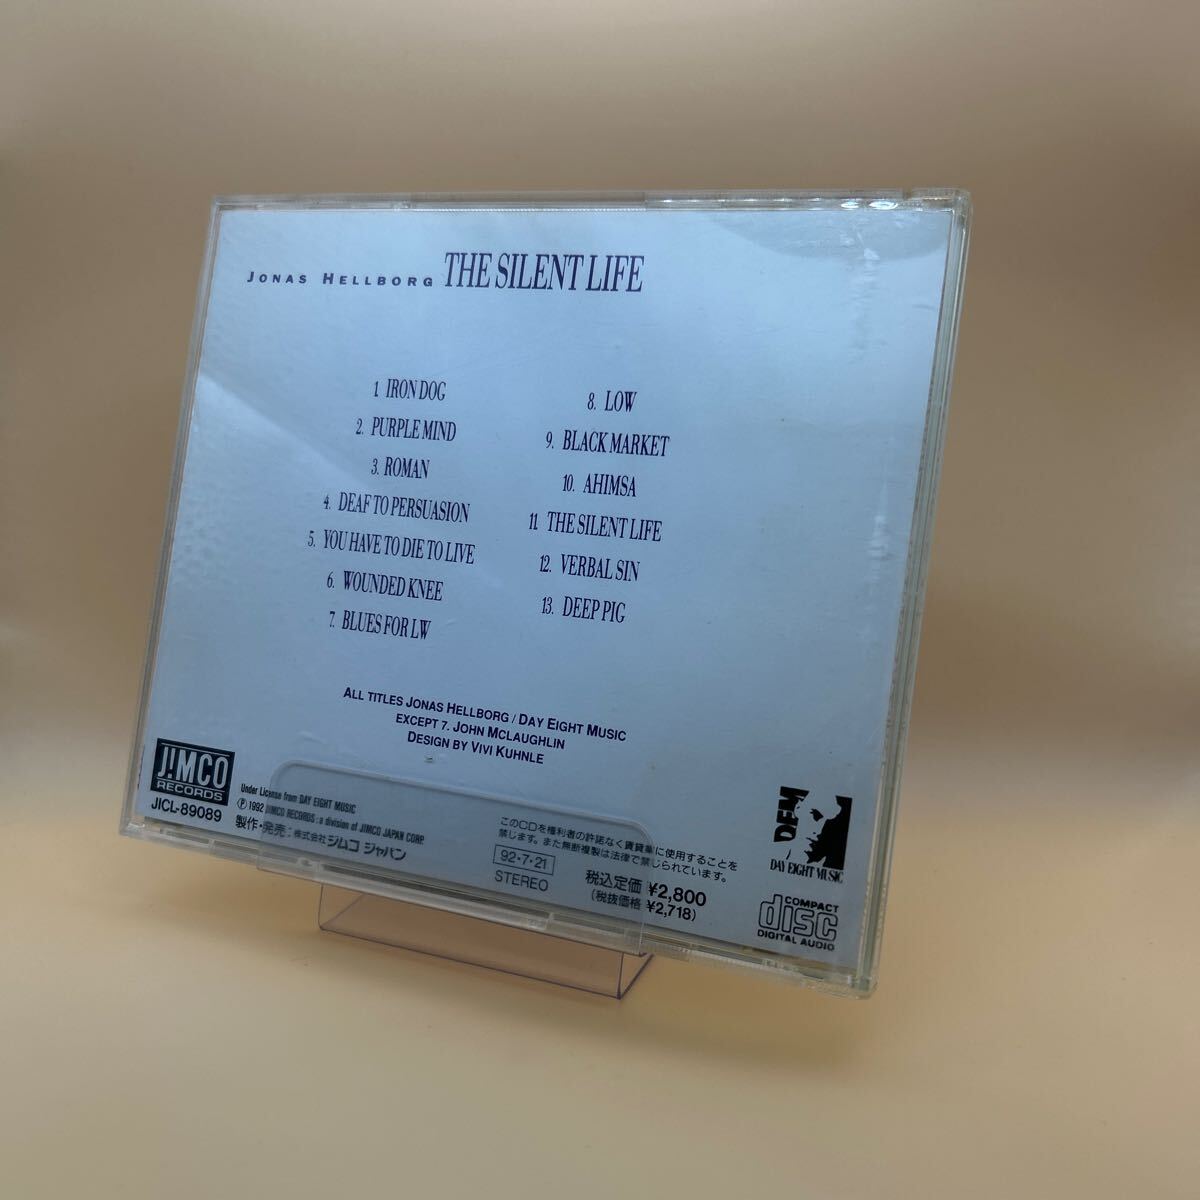 JONAS HELLBORG THE SILENT LIFE
1. IRON DOG
2. PURPLE MIND
3. ROMAN
4. DEAF TO PERSUASION
5. YOU HAVE TO DIE TO LIVE
6. WOUNDED KNEE
7. BLUES FOR LW
8. LOW
9. BLACK MARKET
10. AHIMSA
11. THE SILENT LIFE
12. VERBAL SIN
13. DEEP PIG
ALL TITLES JONAS HELLBORG / DAY EIGHT MUSIC
EXCEPT 7. JOHN MCLAUGHLIN
DESIGN BY VIVI KUHNLE
J!MCO
RECORDS
JICL-89089
Under License from DAY EIGHT MUSIC
Ⓟ 1992 JIMCO RECORDS: a division of JIMCO JAPAN CORP.
製作・発売：株式会社ジムコ ジャパン
このCDを権利者の許諾なく賃貸業に使用することを
禁じます。また無断複製は法律で禁じられています。
92・7・21
STEREO
税込定価 ¥2,800
(税抜価格 ¥2,718)
DEM
DAY EIGHT MUSIC
COMPACT
disc
DIGITAL AUDIO